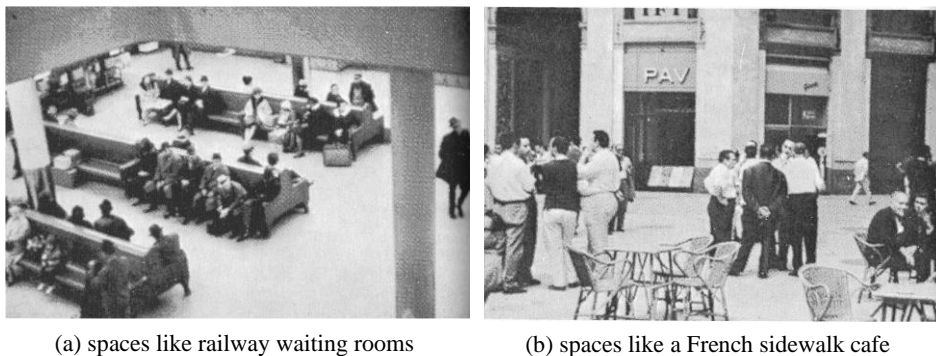 PAV
(a) spaces like railway waiting rooms
(b) spaces like a French sidewalk cafe